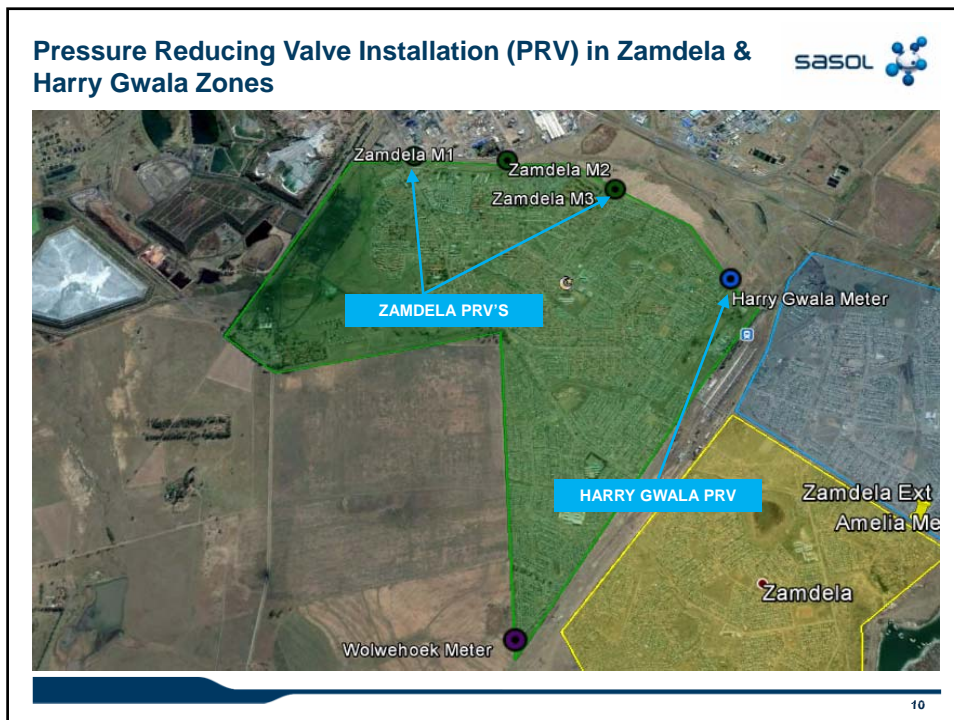 Pressure Reducing Valve Installation (PRV) in Zamdela &
Harry Gwala Zones
sasol
Zamdela M1
Zamdela M2
Zamdela M3
Harry Gwala Meter
ZAMDELA PRV'S
HARRY GWALA PRV
Zamdela Ext
Amelia Me
Zamdela
Wolwehoek Meter
10